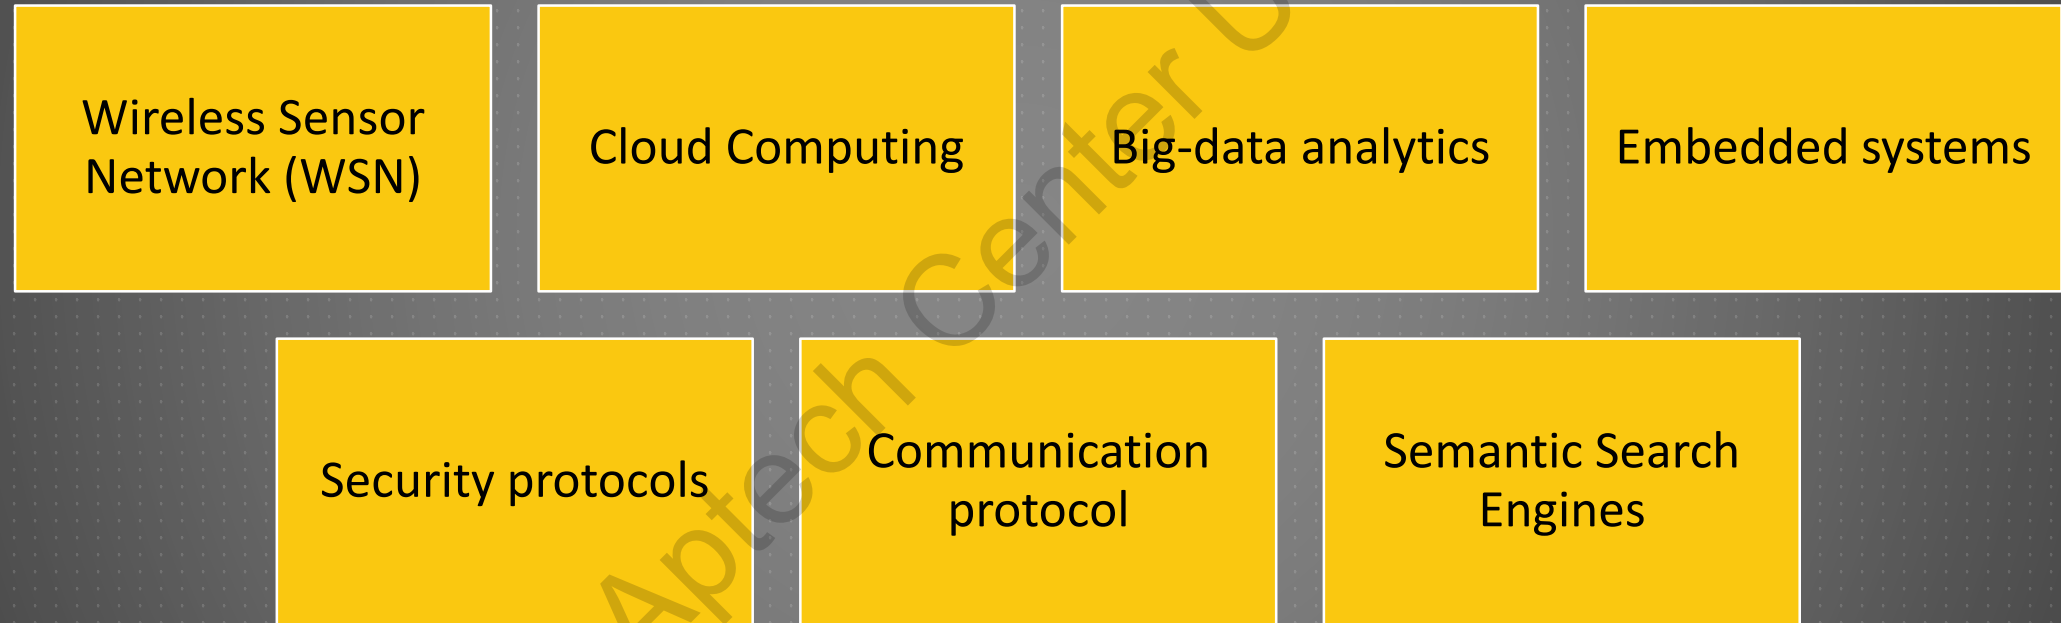 Wireless Sensor
Network (WSN)
Cloud Computing
Big-data analytics
Embedded systems
Security protocols
Communication
protocol
Semantic Search
Engines
Aptech Center U